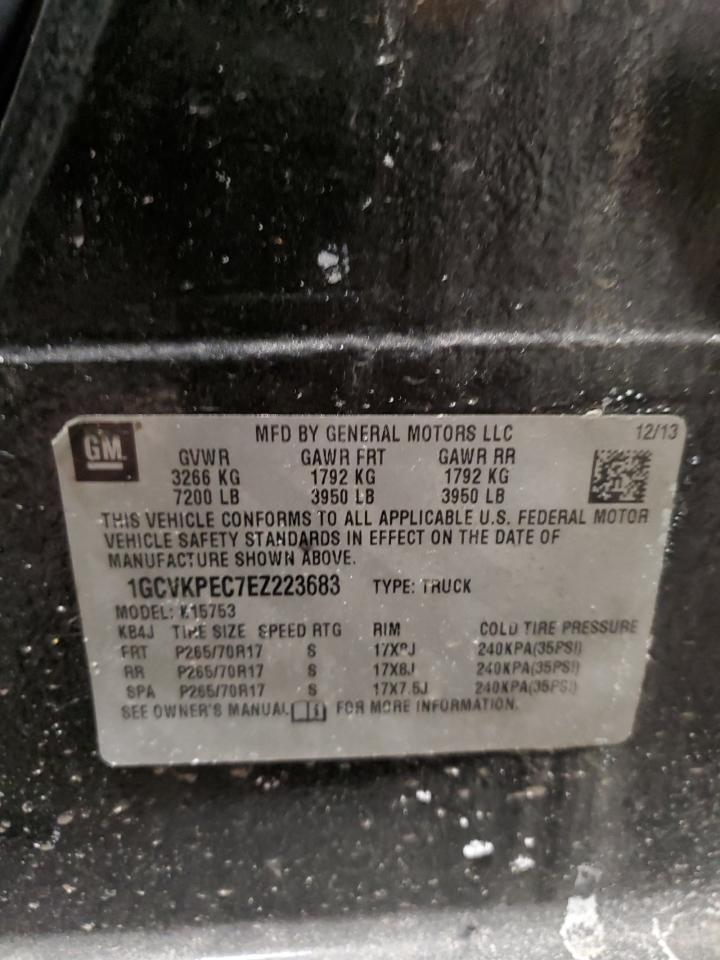 GM
MFD BY GENERAL MOTORS LLC 12/13
GVWR GAWR FRT GAWR RR
3266 KG 1792 KG 1792 KG
7200 LB 3950 LB 3950 LB
THIS VEHICLE CONFORMS TO ALL APPLICABLE U.S. FEDERAL MOTOR
VEHICLE SAFETY STANDARDS IN EFFECT ON THE DATE OF
MANUFACTURE SHOWN ABOVE.
1GCVKPEC7EZ223683 TYPE: TRUCK
MODEL: K15753
KB4J TIRE SIZE SPEED RTG RIM COLD TIRE PRESSURE
FRT P265/70R17 S 17X8J 240KPA(35PSI)
RR P265/70R17 S 17X8J 240KPA(35PSI)
SPA P265/70R17 S 17X7.5J 240KPA(35PSI)
SEE OWNER'S MANUAL FOR MORE INFORMATION.